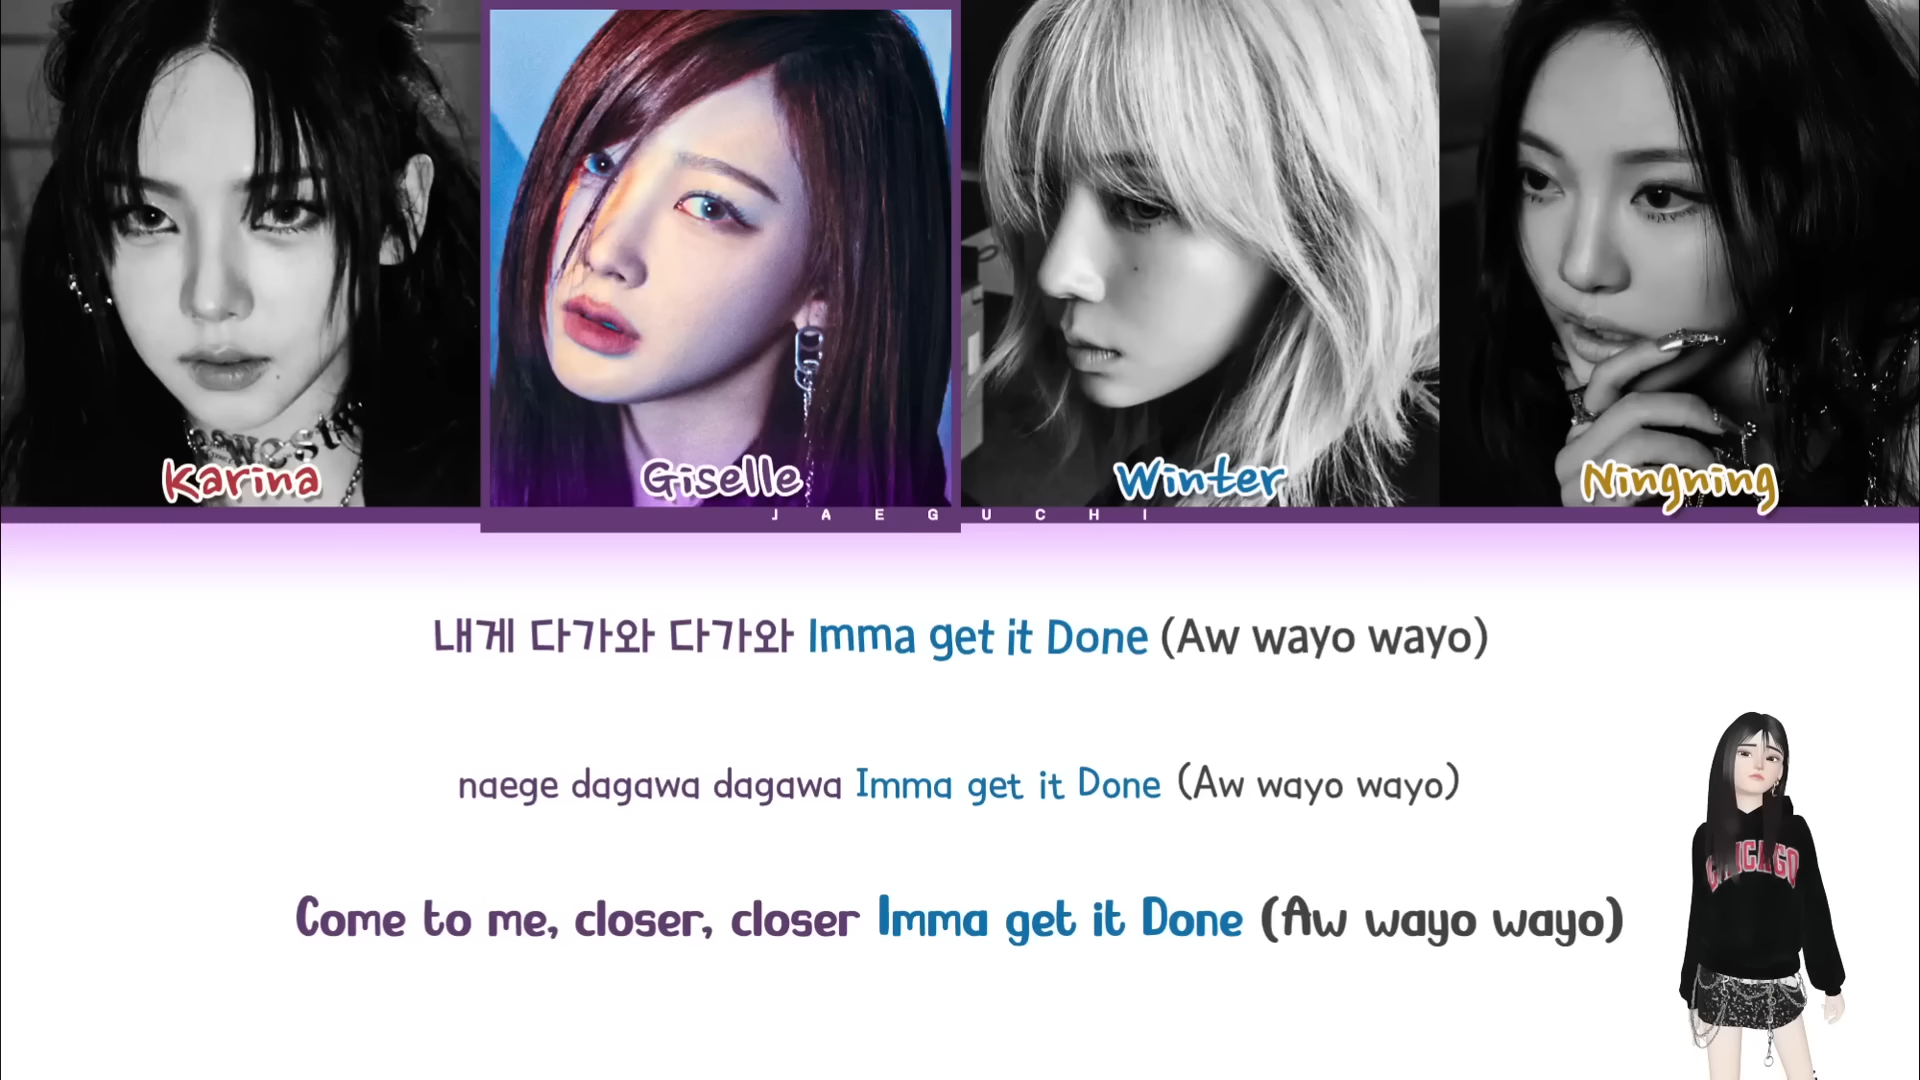 Karina
Giselle
Winter
Ningning
JAEGUCHI
내게 다가와 다가와 Imma get it Done (Aw wayo wayo)
naege dagawa dagawa Imma get it Done (Aw wayo wayo)
CHICAGO
Come to me, closer, closer Imma get it Done (Aw wayo wayo)